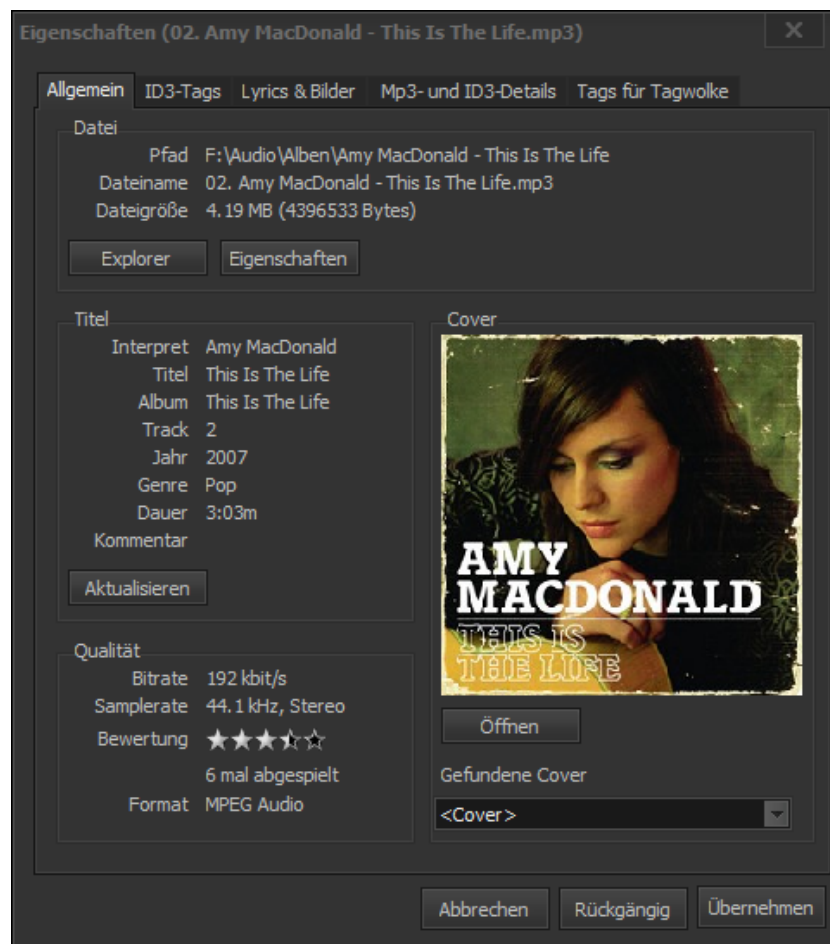 Eigenschaften (02. Amy MacDonald - This Is The Life.mp3)
X
Allgemein ID3-Tags Lyrics & Bilder Mp3- und ID3-Details Tags für Tagwolke
Datei
Pfad F:\Audio\Alben\Amy MacDonald - This Is The Life
Dateiname 02. Amy MacDonald - This Is The Life.mp3
Dateigröße 4.19 MB (4396533 Bytes)
Explorer Eigenschaften
Titel
Interpret Amy MacDonald
Titel This Is The Life
Album This Is The Life
Track 2
Jahr 2007
Genre Pop
Dauer 3:03m
Kommentar
Aktualisieren
Qualität
Bitrate 192 kbit/s
Samplerate 44.1 kHz, Stereo
Bewertung
6 mal abgespielt
Format MPEG Audio
Cover
AMY
MACDONALD
THIS IS
THE LIFE
Öffnen
Gefundene Cover
<Cover>
Abbrechen Rückgängig Übernehmen